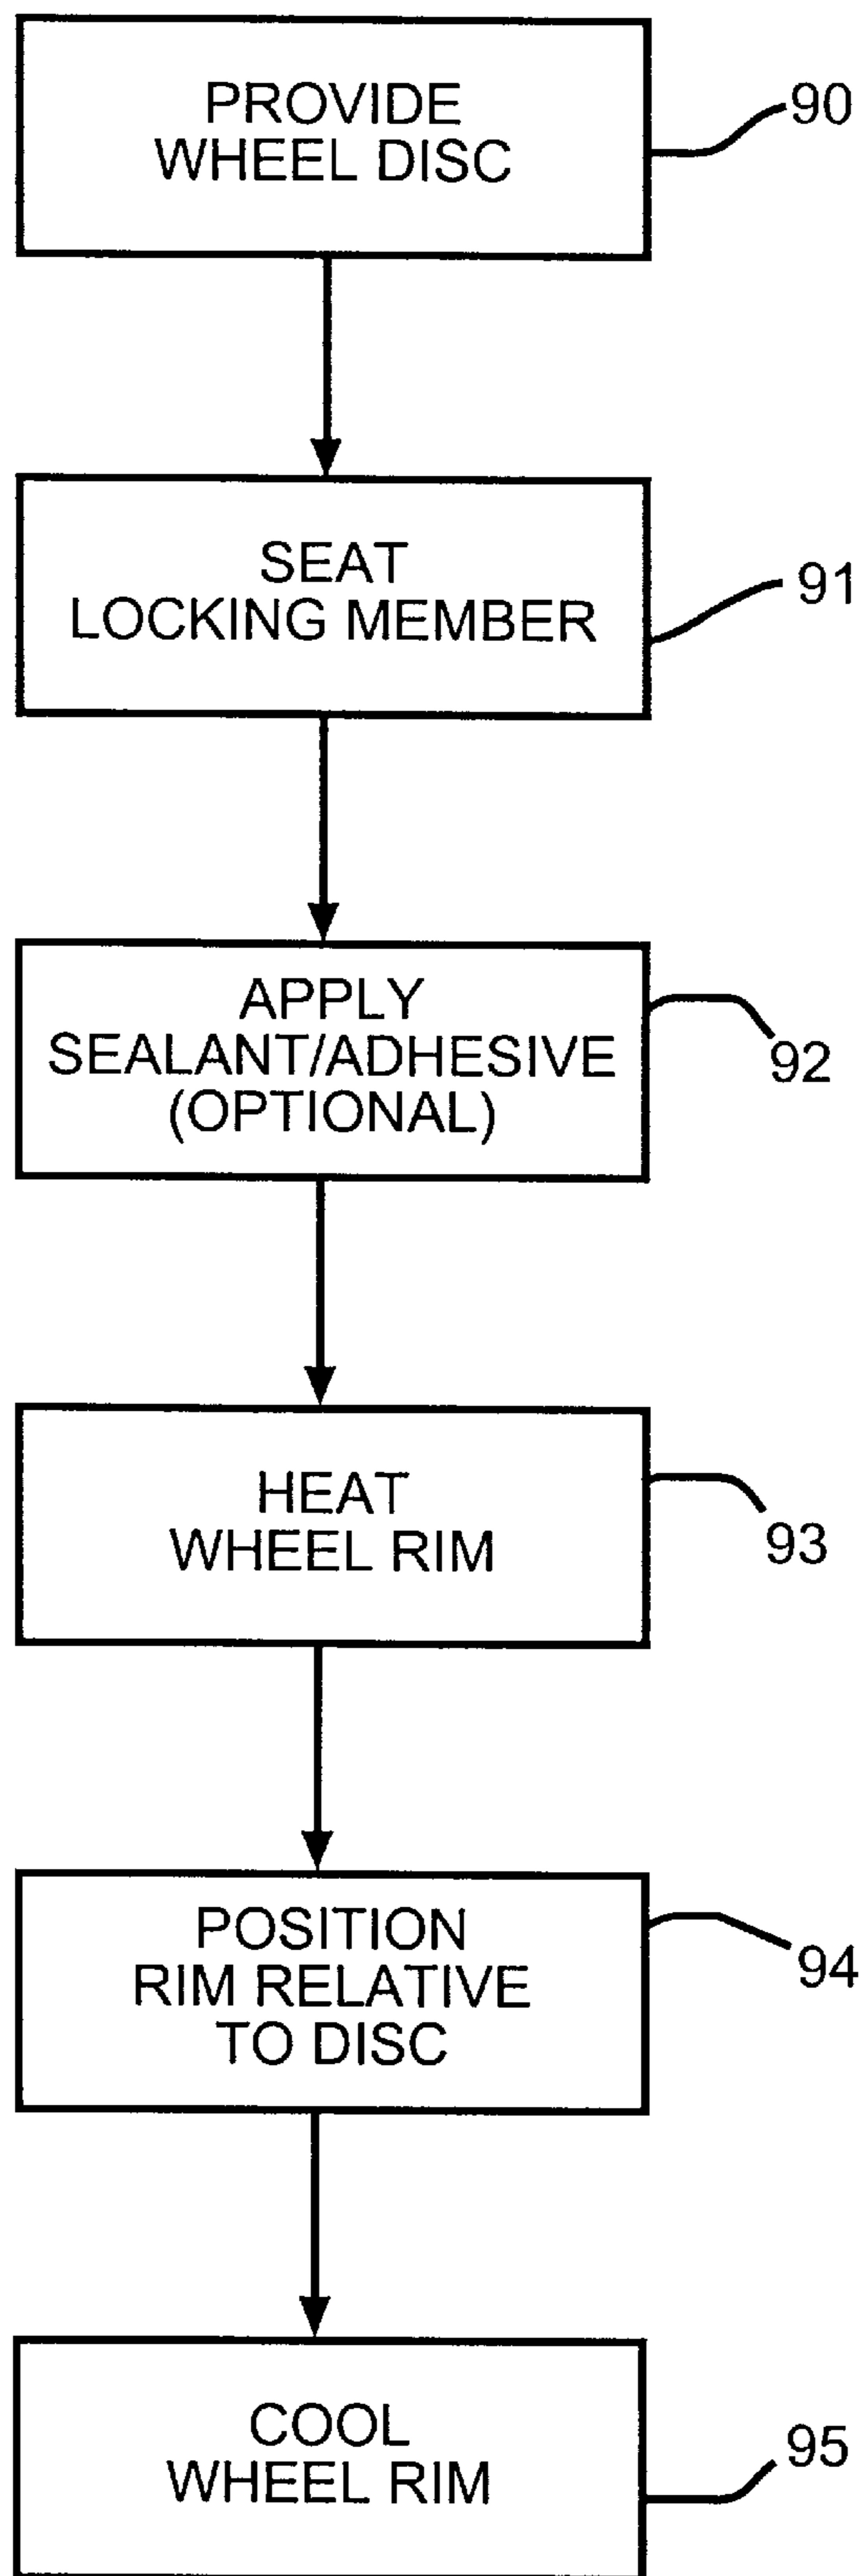 PROVIDE
WHEEL DISC
90
SEAT
LOCKING MEMBER
91
APPLY
SEALANT/ADHESIVE
(OPTIONAL)
92
HEAT
WHEEL RIM
93
POSITION
RIM RELATIVE
TO DISC
94
COOL
WHEEL RIM
95